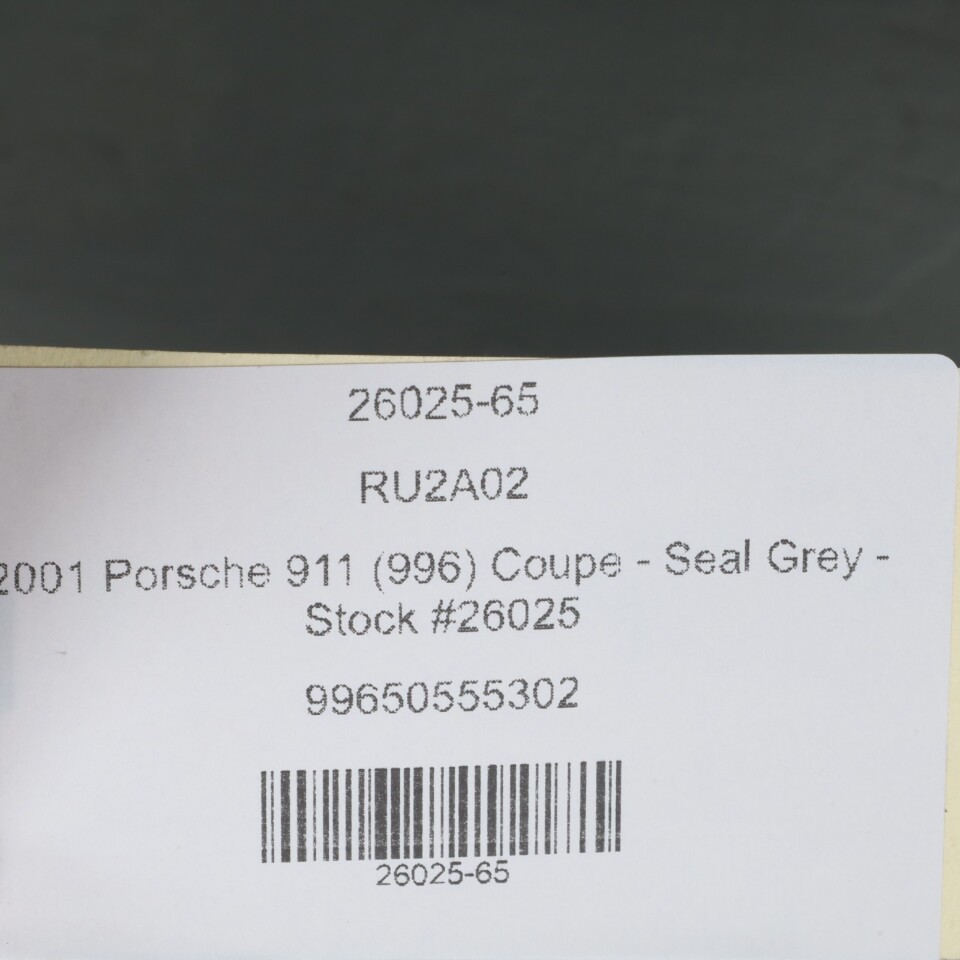 26025-65
RU2A02
2001 Porsche 911 (996) Coupe - Seal Grey -
Stock #26025
99650555302
26025-65